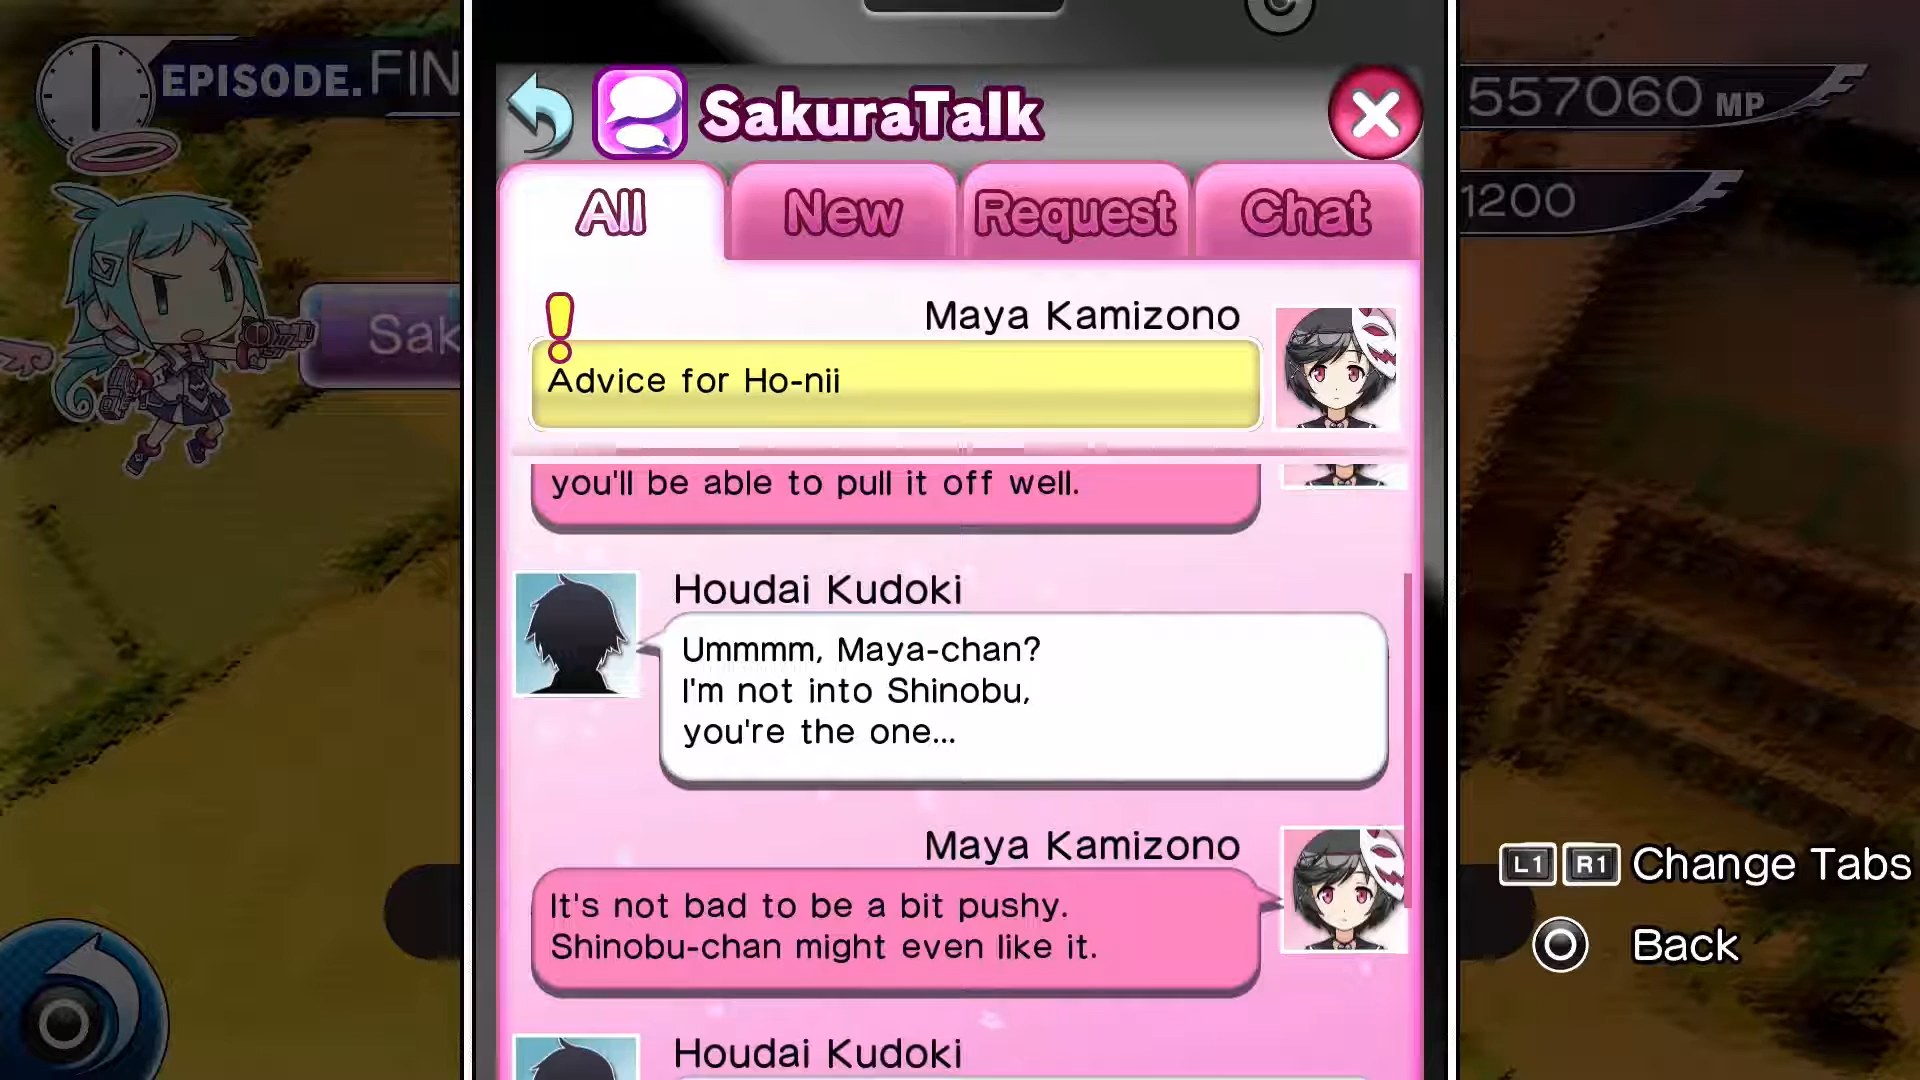 EPISODE.FIN
557060 MP
1200
Sak
SakuraTalk
All
New
Request
Chat
Maya Kamizono
Advice for Ho-nii
you'll be able to pull it off well.
Houdai Kudoki
Ummmm, Maya-chan?
I'm not into Shinobu,
you're the one...
Maya Kamizono
It's not bad to be a bit pushy.
Shinobu-chan might even like it.
Houdai Kudoki
L1 R1 Change Tabs
Back